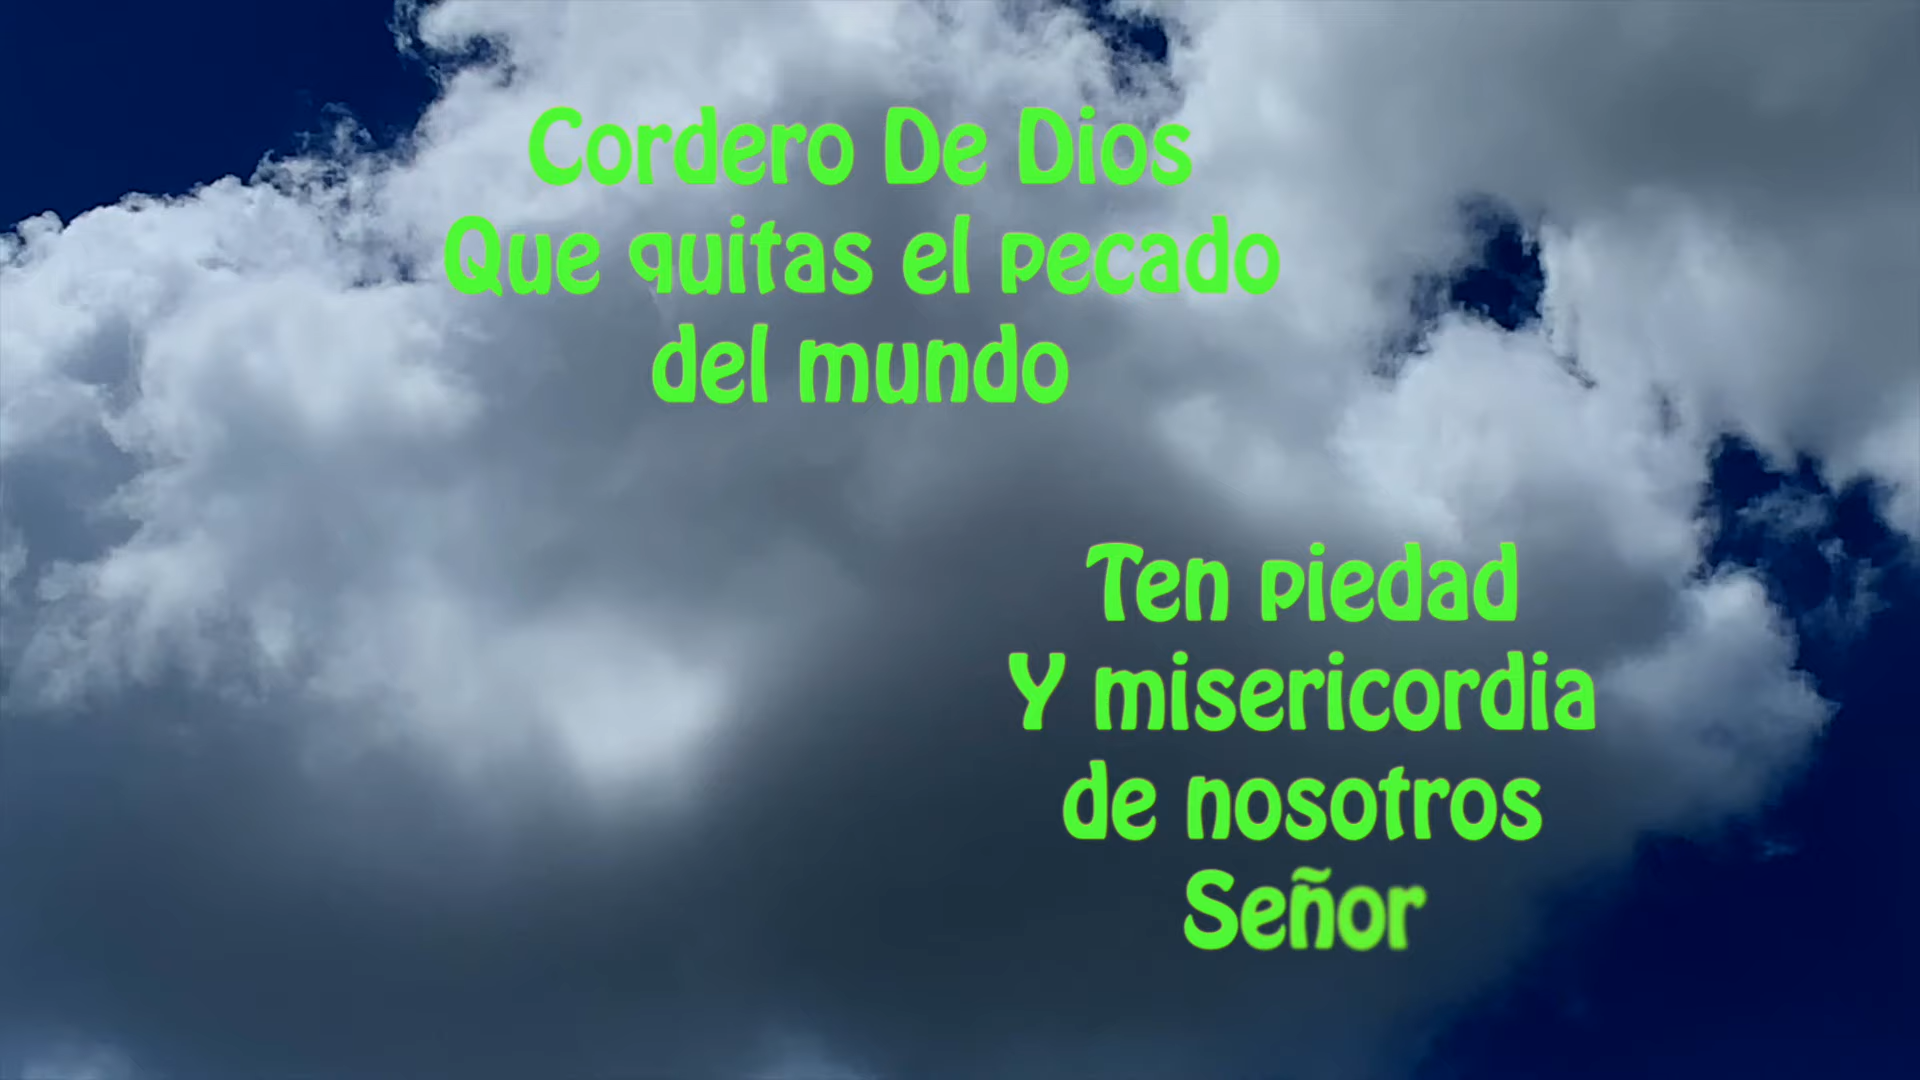 Cordero De Dios
Que quitas el pecado
del mundo
Ten piedad
Y misericordia
de nosotros
Señor